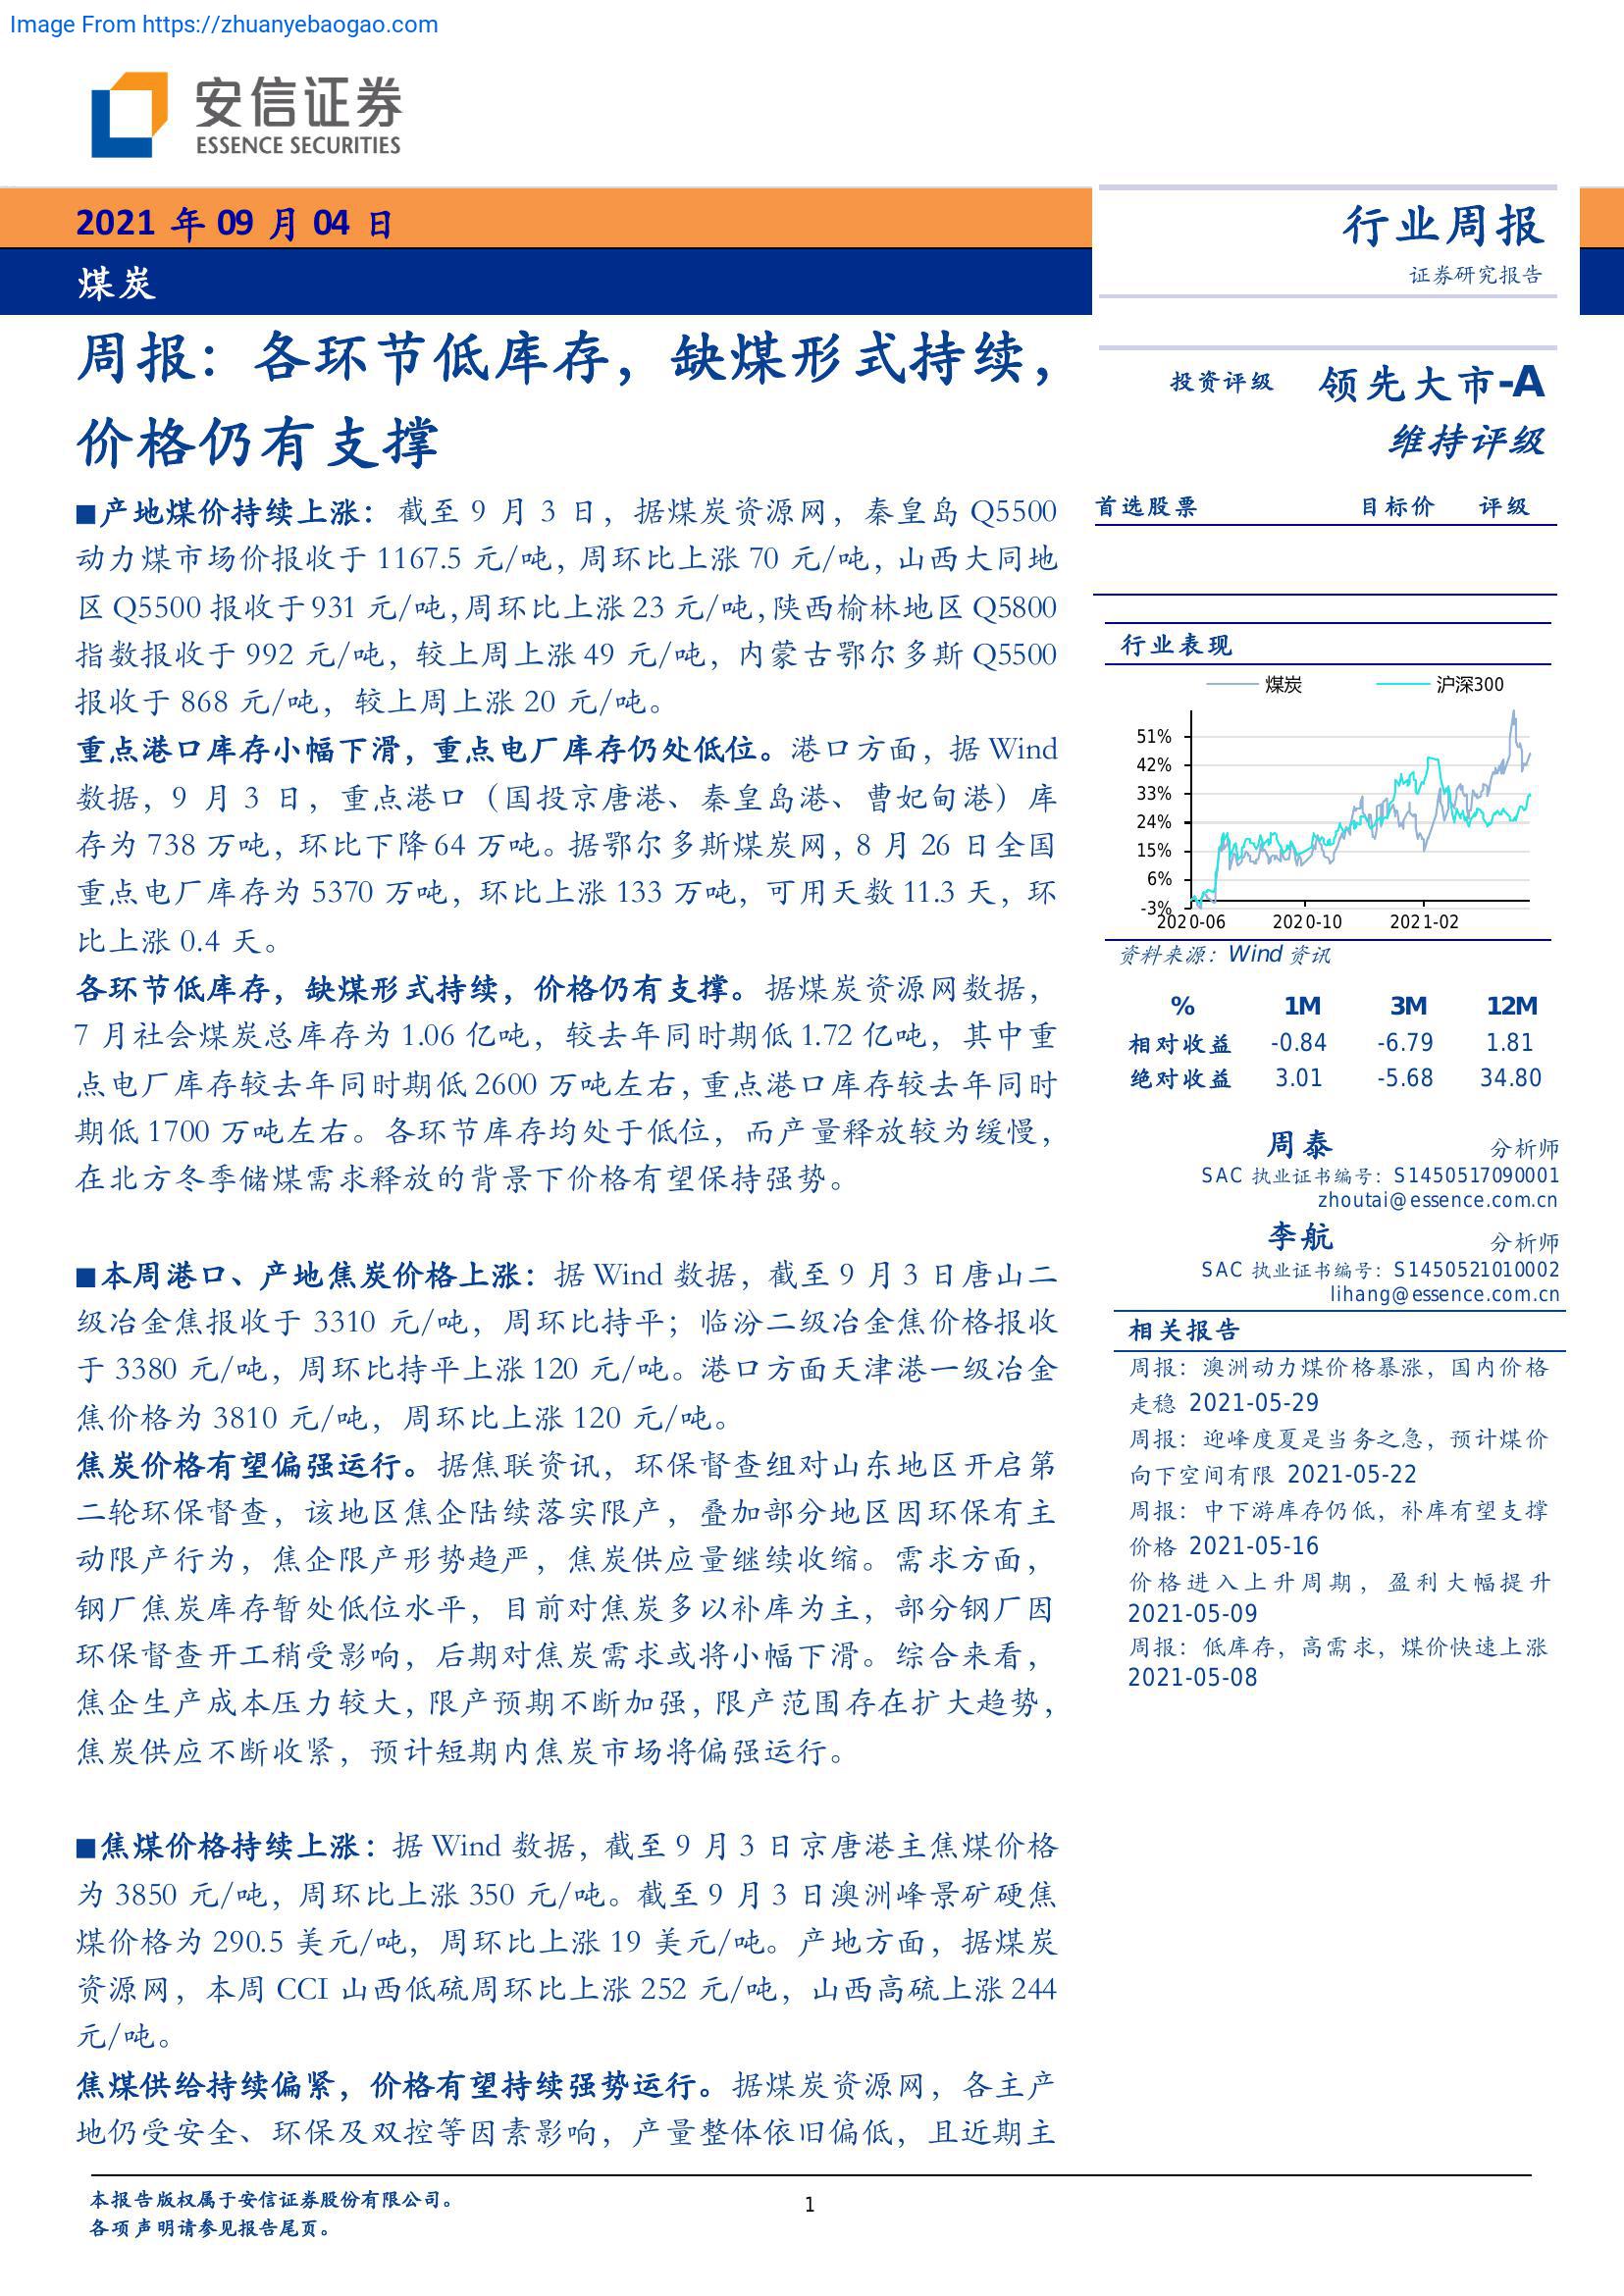 Image From https://zhuanyebaogao.com
安信证券
ESSENCE SECURITIES
2021 年 09 月 04 日
煤炭
行业周报
证券研究报告
周报：各环节低库存，缺煤形式持续，
价格仍有支撑
■产地煤价持续上涨：截至 9 月 3 日，据煤炭资源网，秦皇岛 Q5500
动力煤市场价报收于 1167.5 元/吨，周环比上涨 70 元/吨，山西大同地
区 Q5500 报收于 931 元/吨，周环比上涨 23 元/吨，陕西榆林地区 Q5800
指数报收于 992 元/吨，较上周上涨 49 元/吨，内蒙古鄂尔多斯 Q5500
报收于 868 元/吨，较上周上涨 20 元/吨。
重点港口库存小幅下滑，重点电厂库存仍处低位。港口方面，据 Wind
数据，9 月 3 日，重点港口（国投京唐港、秦皇岛港、曹妃甸港）库
存为 738 万吨，环比下降 64 万吨。据鄂尔多斯煤炭网，8 月 26 日全国
重点电厂库存为 5370 万吨，环比上涨 133 万吨，可用天数 11.3 天，环
比上涨 0.4 天。
各环节低库存，缺煤形式持续，价格仍有支撑。据煤炭资源网数据，
7 月社会煤炭总库存为 1.06 亿吨，较去年同时期低 1.72 亿吨，其中重
点电厂库存较去年同时期低 2600 万吨左右，重点港口库存较去年同时
期低 1700 万吨左右。各环节库存均处于低位，而产量释放较为缓慢，
在北方冬季储煤需求释放的背景下价格有望保持强势。
■本周港口、产地焦炭价格上涨：据 Wind 数据，截至 9 月 3 日唐山二
级冶金焦报收于 3310 元/吨，周环比持平；临汾二级冶金焦价格报收
于 3380 元/吨，周环比持平上涨 120 元/吨。港口方面天津港一级冶金
焦价格为 3810 元/吨，周环比上涨 120 元/吨。
焦炭价格有望偏强运行。据焦联资讯，环保督查组对山东地区开启第
二轮环保督查，该地区焦企陆续落实限产，叠加部分地区因环保有主
动限产行为，焦企限产形势趋严，焦炭供应量继续收缩。需求方面，
钢厂焦炭库存暂处低位水平，目前对焦炭多以补库为主，部分钢厂因
环保督查开工稍受影响，后期对焦炭需求或将小幅下滑。综合来看，
焦企生产成本压力较大，限产预期不断加强，限产范围存在扩大趋势，
焦炭供应不断收紧，预计短期内焦炭市场将偏强运行。
■焦煤价格持续上涨：据 Wind 数据，截至 9 月 3 日京唐港主焦煤价格
为 3850 元/吨，周环比上涨 350 元/吨。截至 9 月 3 日澳洲峰景矿硬焦
煤价格为 290.5 美元/吨，周环比上涨 19 美元/吨。产地方面，据煤炭
资源网，本周 CCI 山西低硫周环比上涨 252 元/吨，山西高硫上涨 244
元/吨。
焦煤供给持续偏紧，价格有望持续强势运行。据煤炭资源网，各主产
地仍受安全、环保及双控等因素影响，产量整体依旧偏低，且近期主
投资评级 领先大市-A
维持评级
首选股票 目标价 评级
行业表现
煤炭 沪深300
51%
42%
33%
24%
15%
6%
-3%
2020-06 2020-10 2021-02
资料来源：Wind 资讯
% 1M 3M 12M
相对收益 -0.84 -6.79 1.81
绝对收益 3.01 -5.68 34.80
周泰 分析师
SAC 执业证书编号：S1450517090001
zhoutai@essence.com.cn
李航 分析师
SAC 执业证书编号：S1450521010002
lihang@essence.com.cn
相关报告
周报：澳洲动力煤价格暴涨，国内价格
走稳 2021-05-29
周报：迎峰度夏是当务之急，预计煤价
向下空间有限 2021-05-22
周报：中下游库存仍低，补库有望支撑
价格 2021-05-16
价格进入上升周期，盈利大幅提升
2021-05-09
周报：低库存，高需求，煤价快速上涨
2021-05-08
本报告版权属于安信证券股份有限公司。
各项声明请参见报告尾页。
1